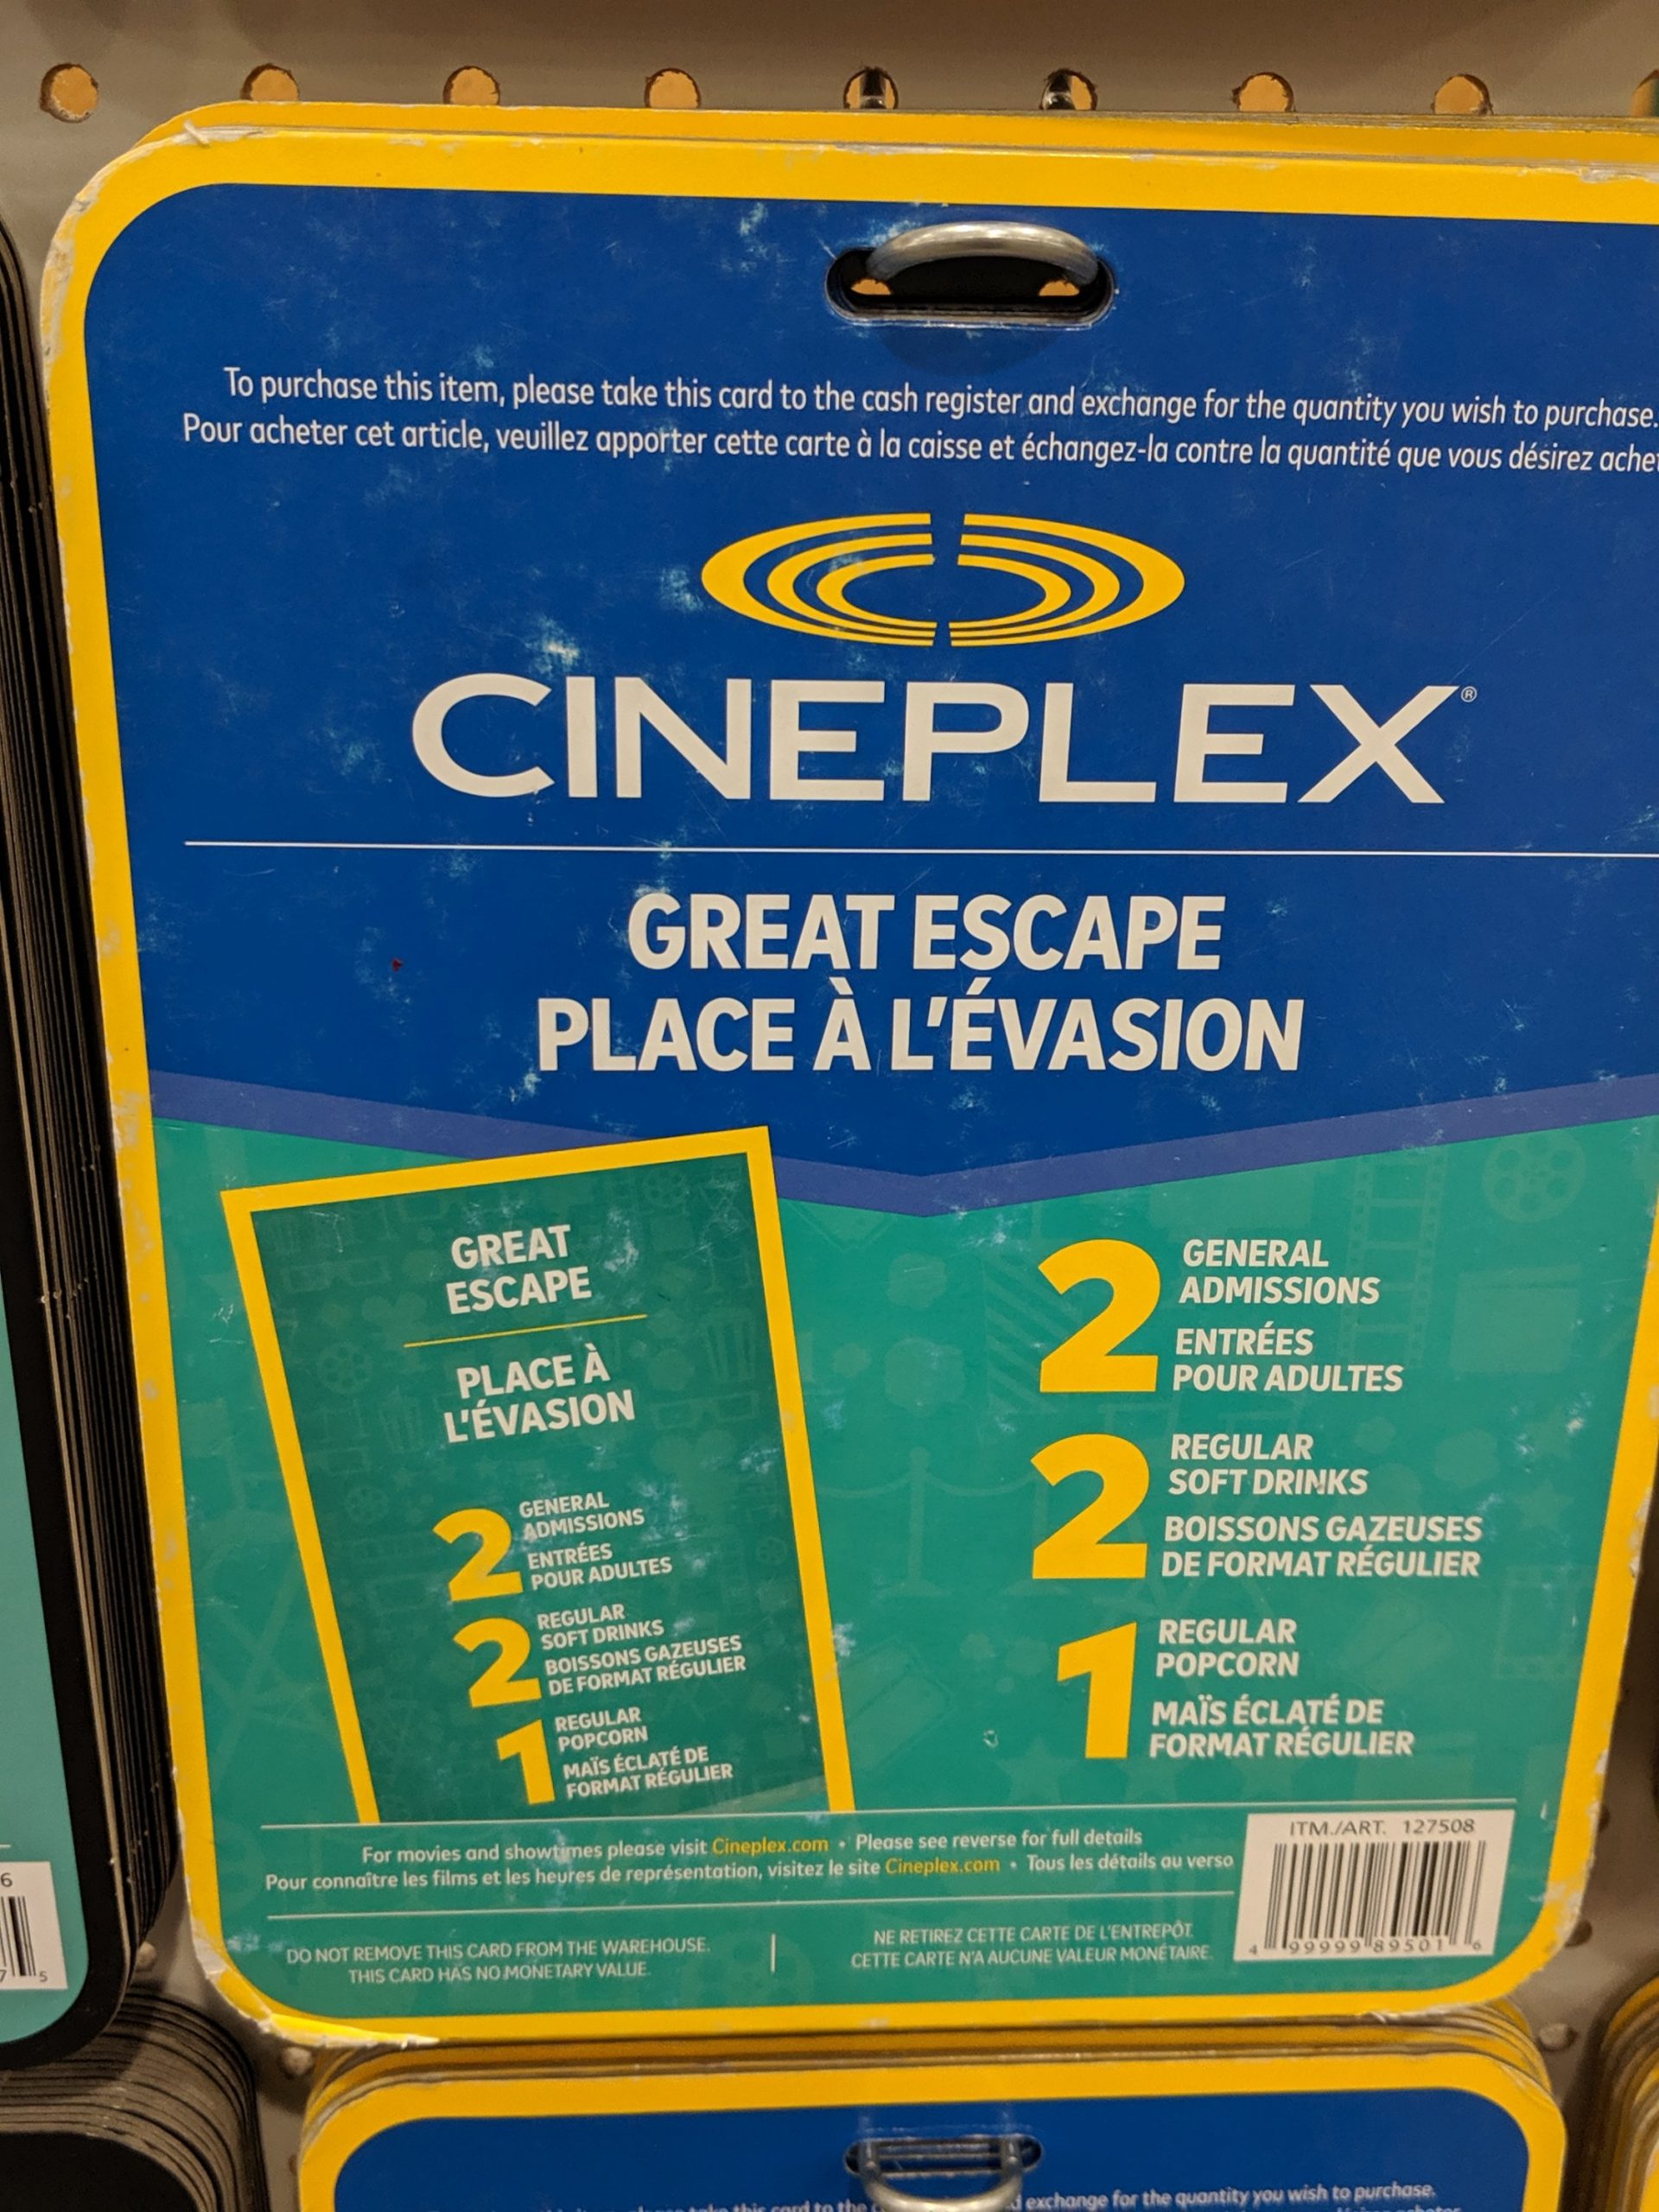 To purchase this item, please take this card to the cash register and exchange for the quantity you wish to purchase.
Pour acheter cet article, veuillez apporter cette carte à la caisse et échangez-la contre la quantité que vous désirez
CINEPLEX®
GREAT ESCAPE
PLACE À L'ÉVASION
GREAT
ESCAPE
PLACE À
L'ÉVASION
2 GENERAL
ADMISSIONS
ENTRÉES
POUR ADULTES
2 REGULAR
SOFT DRINKS
BOISSONS GAZEUSES
DE FORMAT RÉGULIER
1 REGULAR
POPCORN
MAÏS ÉCLATÉ DE
FORMAT RÉGULIER
2 GENERAL
ADMISSIONS
ENTRÉES
POUR ADULTES
2 REGULAR
SOFT DRINKS
BOISSONS GAZEUSES
DE FORMAT RÉGULIER
1 REGULAR
POPCORN
MAÏS ÉCLATÉ DE
FORMAT RÉGULIER
For movies and showtimes please visit Cineplex.com • Please see reverse for full details
Pour connaître les films et les heures de représentation, visitez le site Cineplex.com • Tous les détails au verso
DO NOT REMOVE THIS CARD FROM THE WAREHOUSE.
THIS CARD HAS NO MONETARY VALUE.
NE RETIREZ CETTE CARTE DE L'ENTREPÔT.
CETTE CARTE N'A AUCUNE VALEUR MONÉTAIRE.
ITM./ART. 127508
4 99999 89501 6
6
7 5
this card to the
exchange for the quantity you wish to purchase.